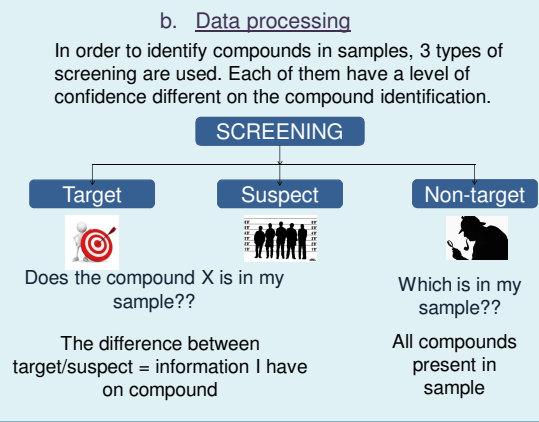 b. Data processing
In order to identify compounds in samples, 3 types of
screening are used. Each of them have a level of
confidence different on the compound identification.
SCREENING
Target
Suspect
Non-target
Does the compound X is in my
sample??
Which is in my
sample??
The difference between
target/suspect = information I have
on compound
All compounds
present in
sample